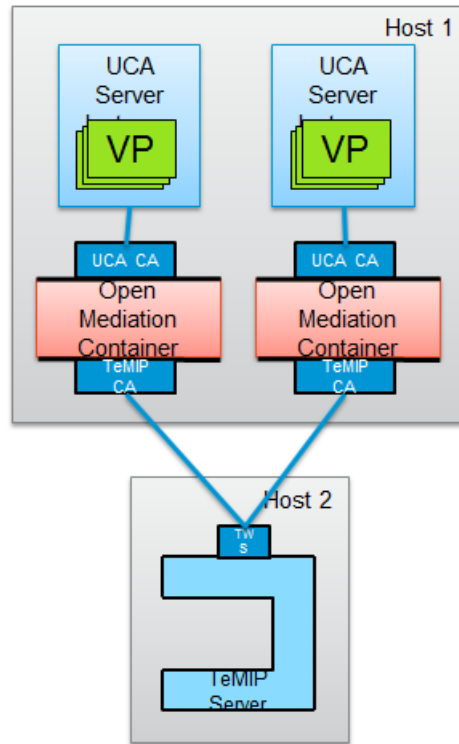 Host 1
UCA
Server
VP
UCA
Server
VP
UCA CA
UCA CA
Open
Mediation
Container
Open
Mediation
Container
TeMIP
CA
TeMIP
CA
Host 2
TW
S
TeMIP
Server